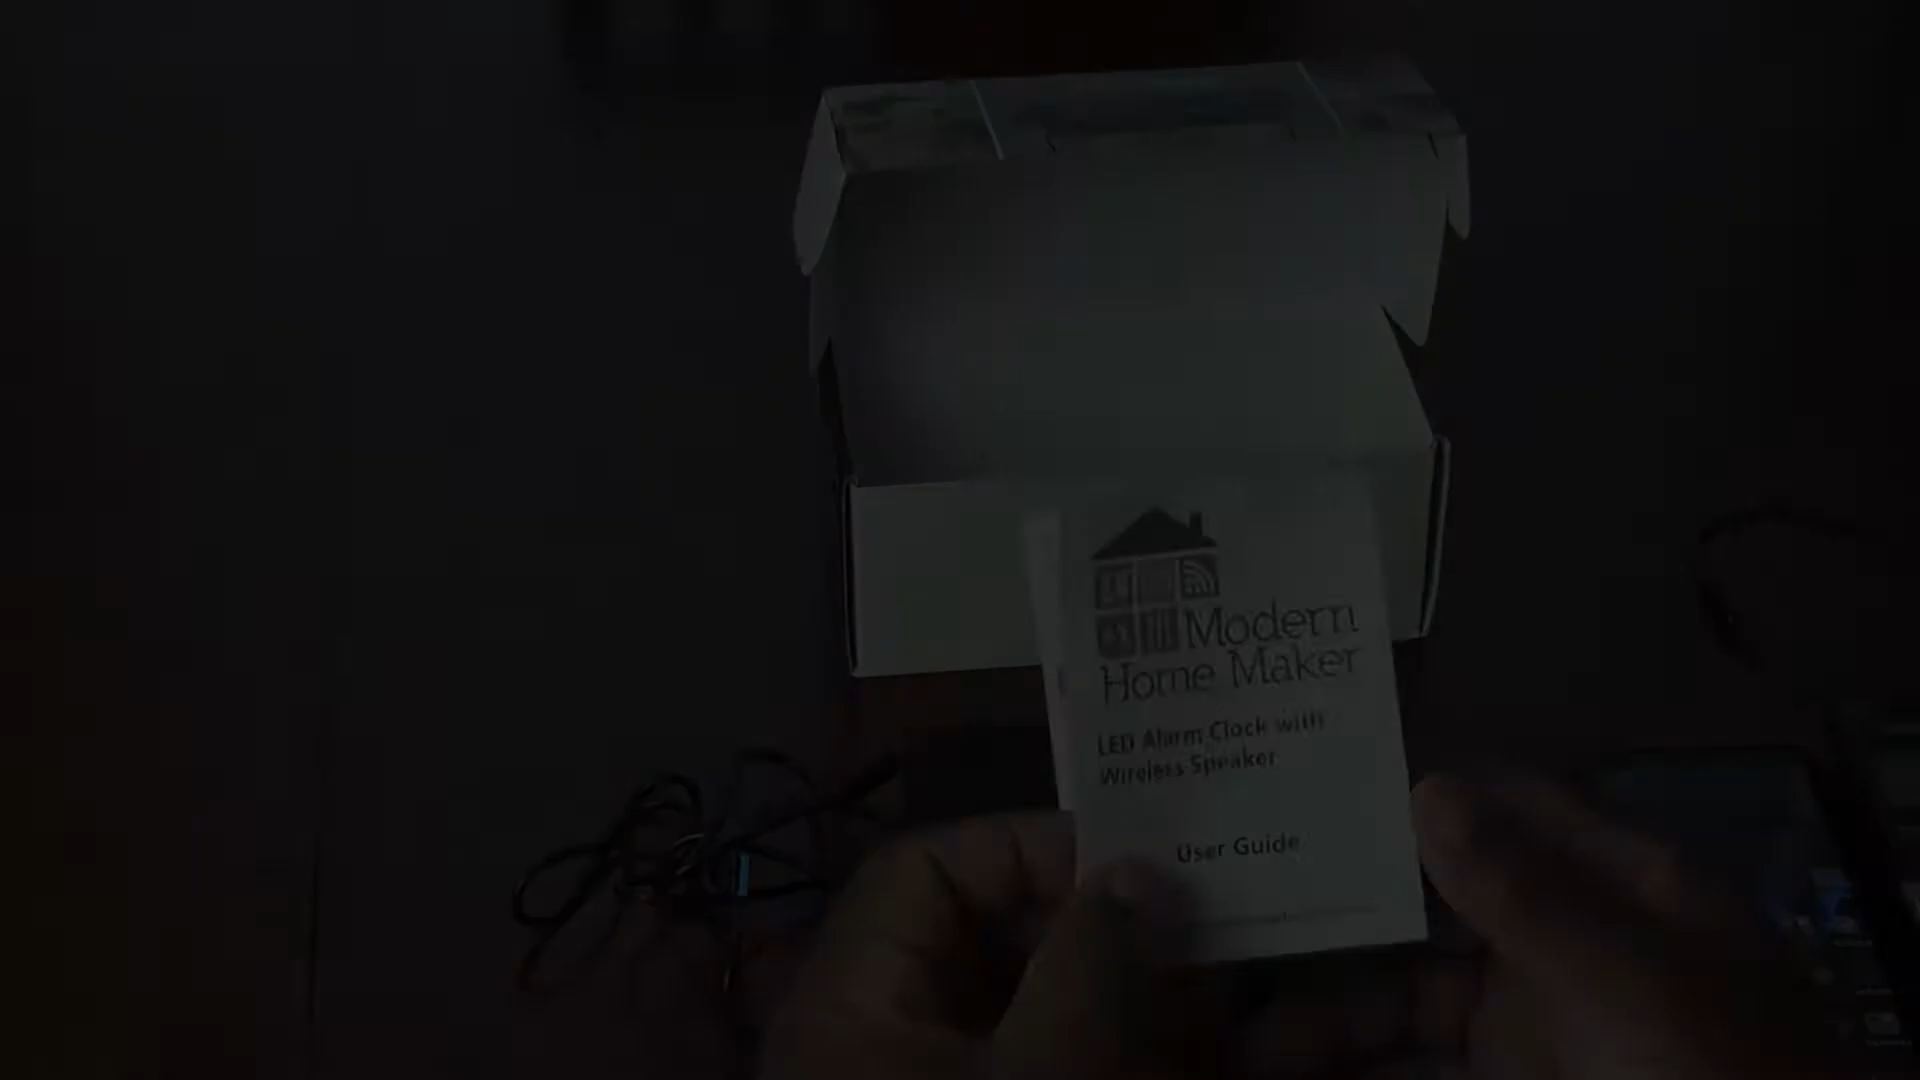 Modern
Home Maker
LED Alarm Clock with
Wireless Speaker
User Guide